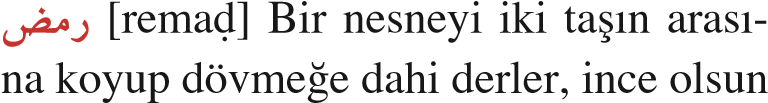 رمض [remaḍ] Bir nesneyi iki taşın arası-
na koyup dövmeğe dahi derler, ince olsun